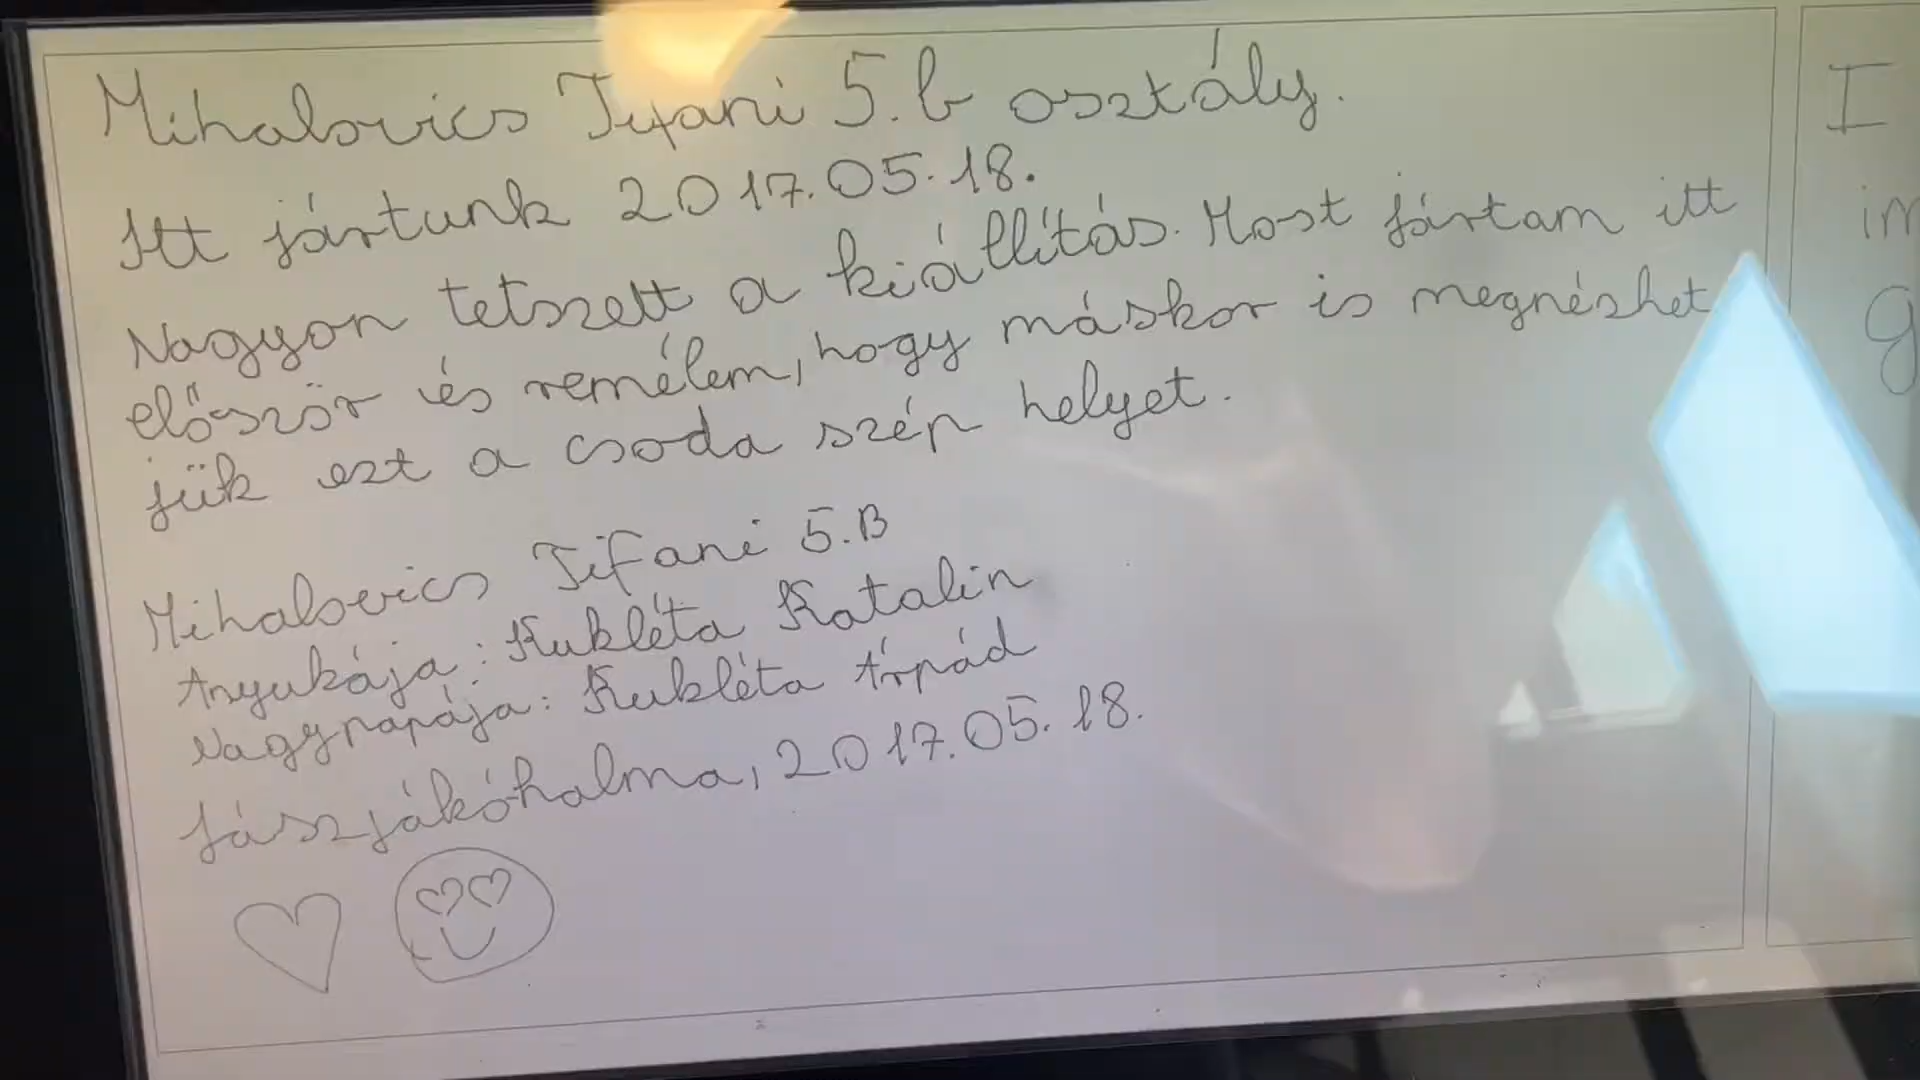 Mihalovics Tifani 5.b osztály.
Itt jártunk 2017.05.18.
Nagyon tetszett a kiállítás. Most jártam itt
először és remélem, hogy máskor is megnézhet
jük ezt a csoda szép helyet.
Mihalovics Tifani 5.B
Anyukája: Kukléta Katalin
Nagypapája: Kukléta Árpád
Jászjákóhalma, 2017.05.18.
I
im
g